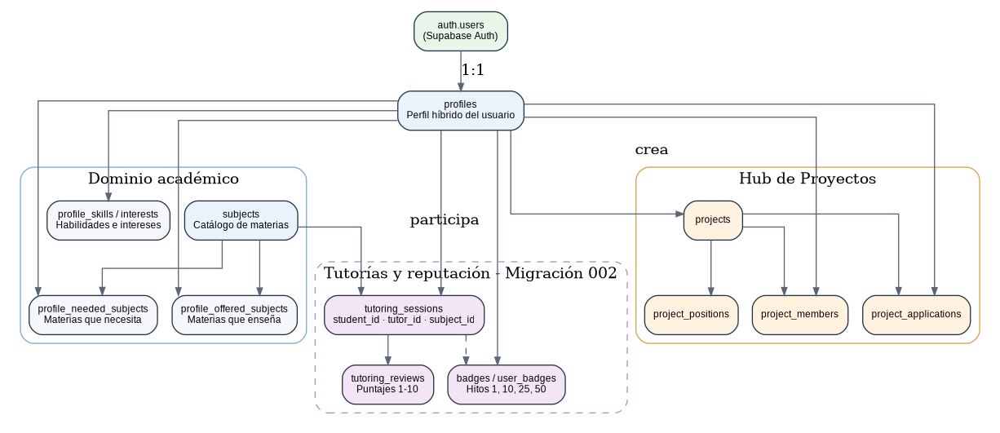 auth.users
(Supabase Auth)
1:1
profiles
Perfil híbrido del usuario
crea
Dominio académico
Hub de Proyectos
profile_skills / interests
Habilidades e intereses
subjects
Catálogo de materias
participa
projects
Tutorías y reputación - Migración 002
profile_needed_subjects
Materias que necesita
profile_offered_subjects
Materias que enseña
tutoring_sessions
student_id · tutor_id · subject_id
project_positions
project_members
project_applications
tutoring_reviews
Puntajes 1-10
badges / user_badges
Hitos 1, 10, 25, 50